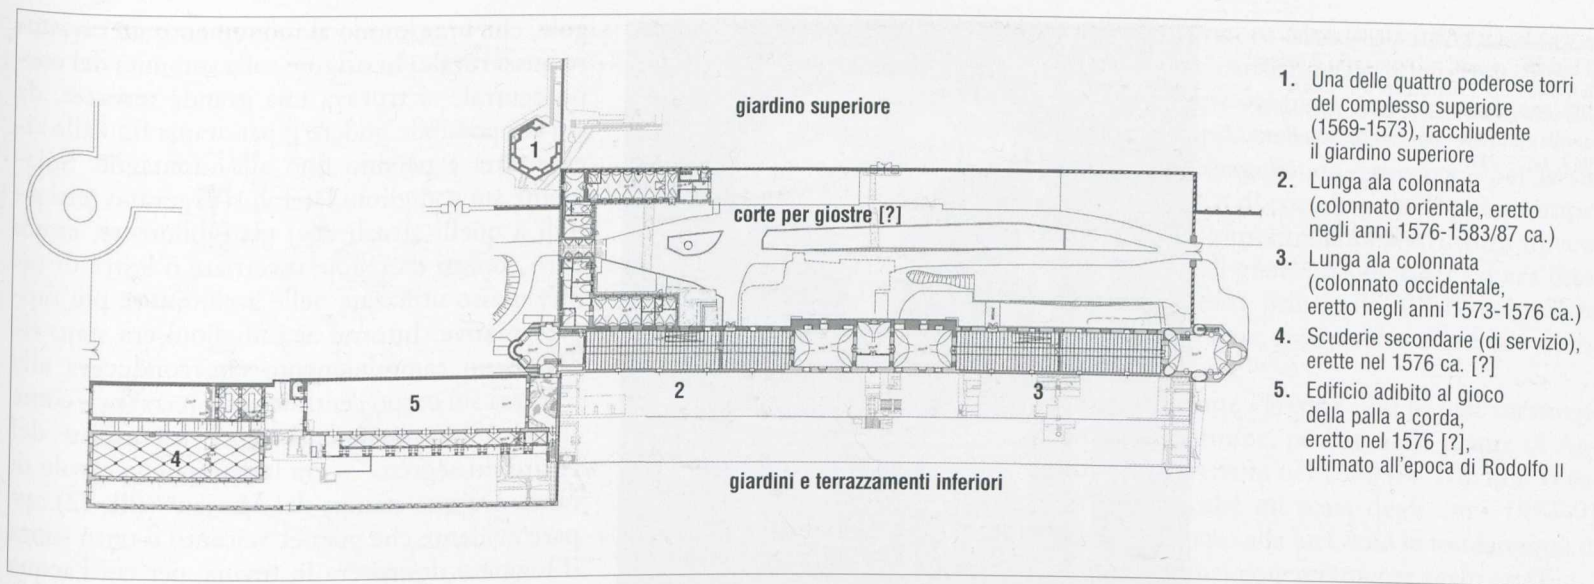 giardino superiore
1
corte per giostre [?]
2
3
5
4
giardini e terrazzamenti inferiori
1. Una delle quattro poderose torri
del complesso superiore
(1569-1573), racchiudente
il giardino superiore
2. Lunga ala colonnata
(colonnato orientale, eretto
negli anni 1576-1583/87 ca.)
3. Lunga ala colonnata
(colonnato occidentale,
eretto negli anni 1573-1576 ca.)
4. Scuderie secondarie (di servizio),
erette nel 1576 ca. [?]
5. Edificio adibito al gioco
della palla a corda,
eretto nel 1576 [?],
ultimato all'epoca di Rodolfo II